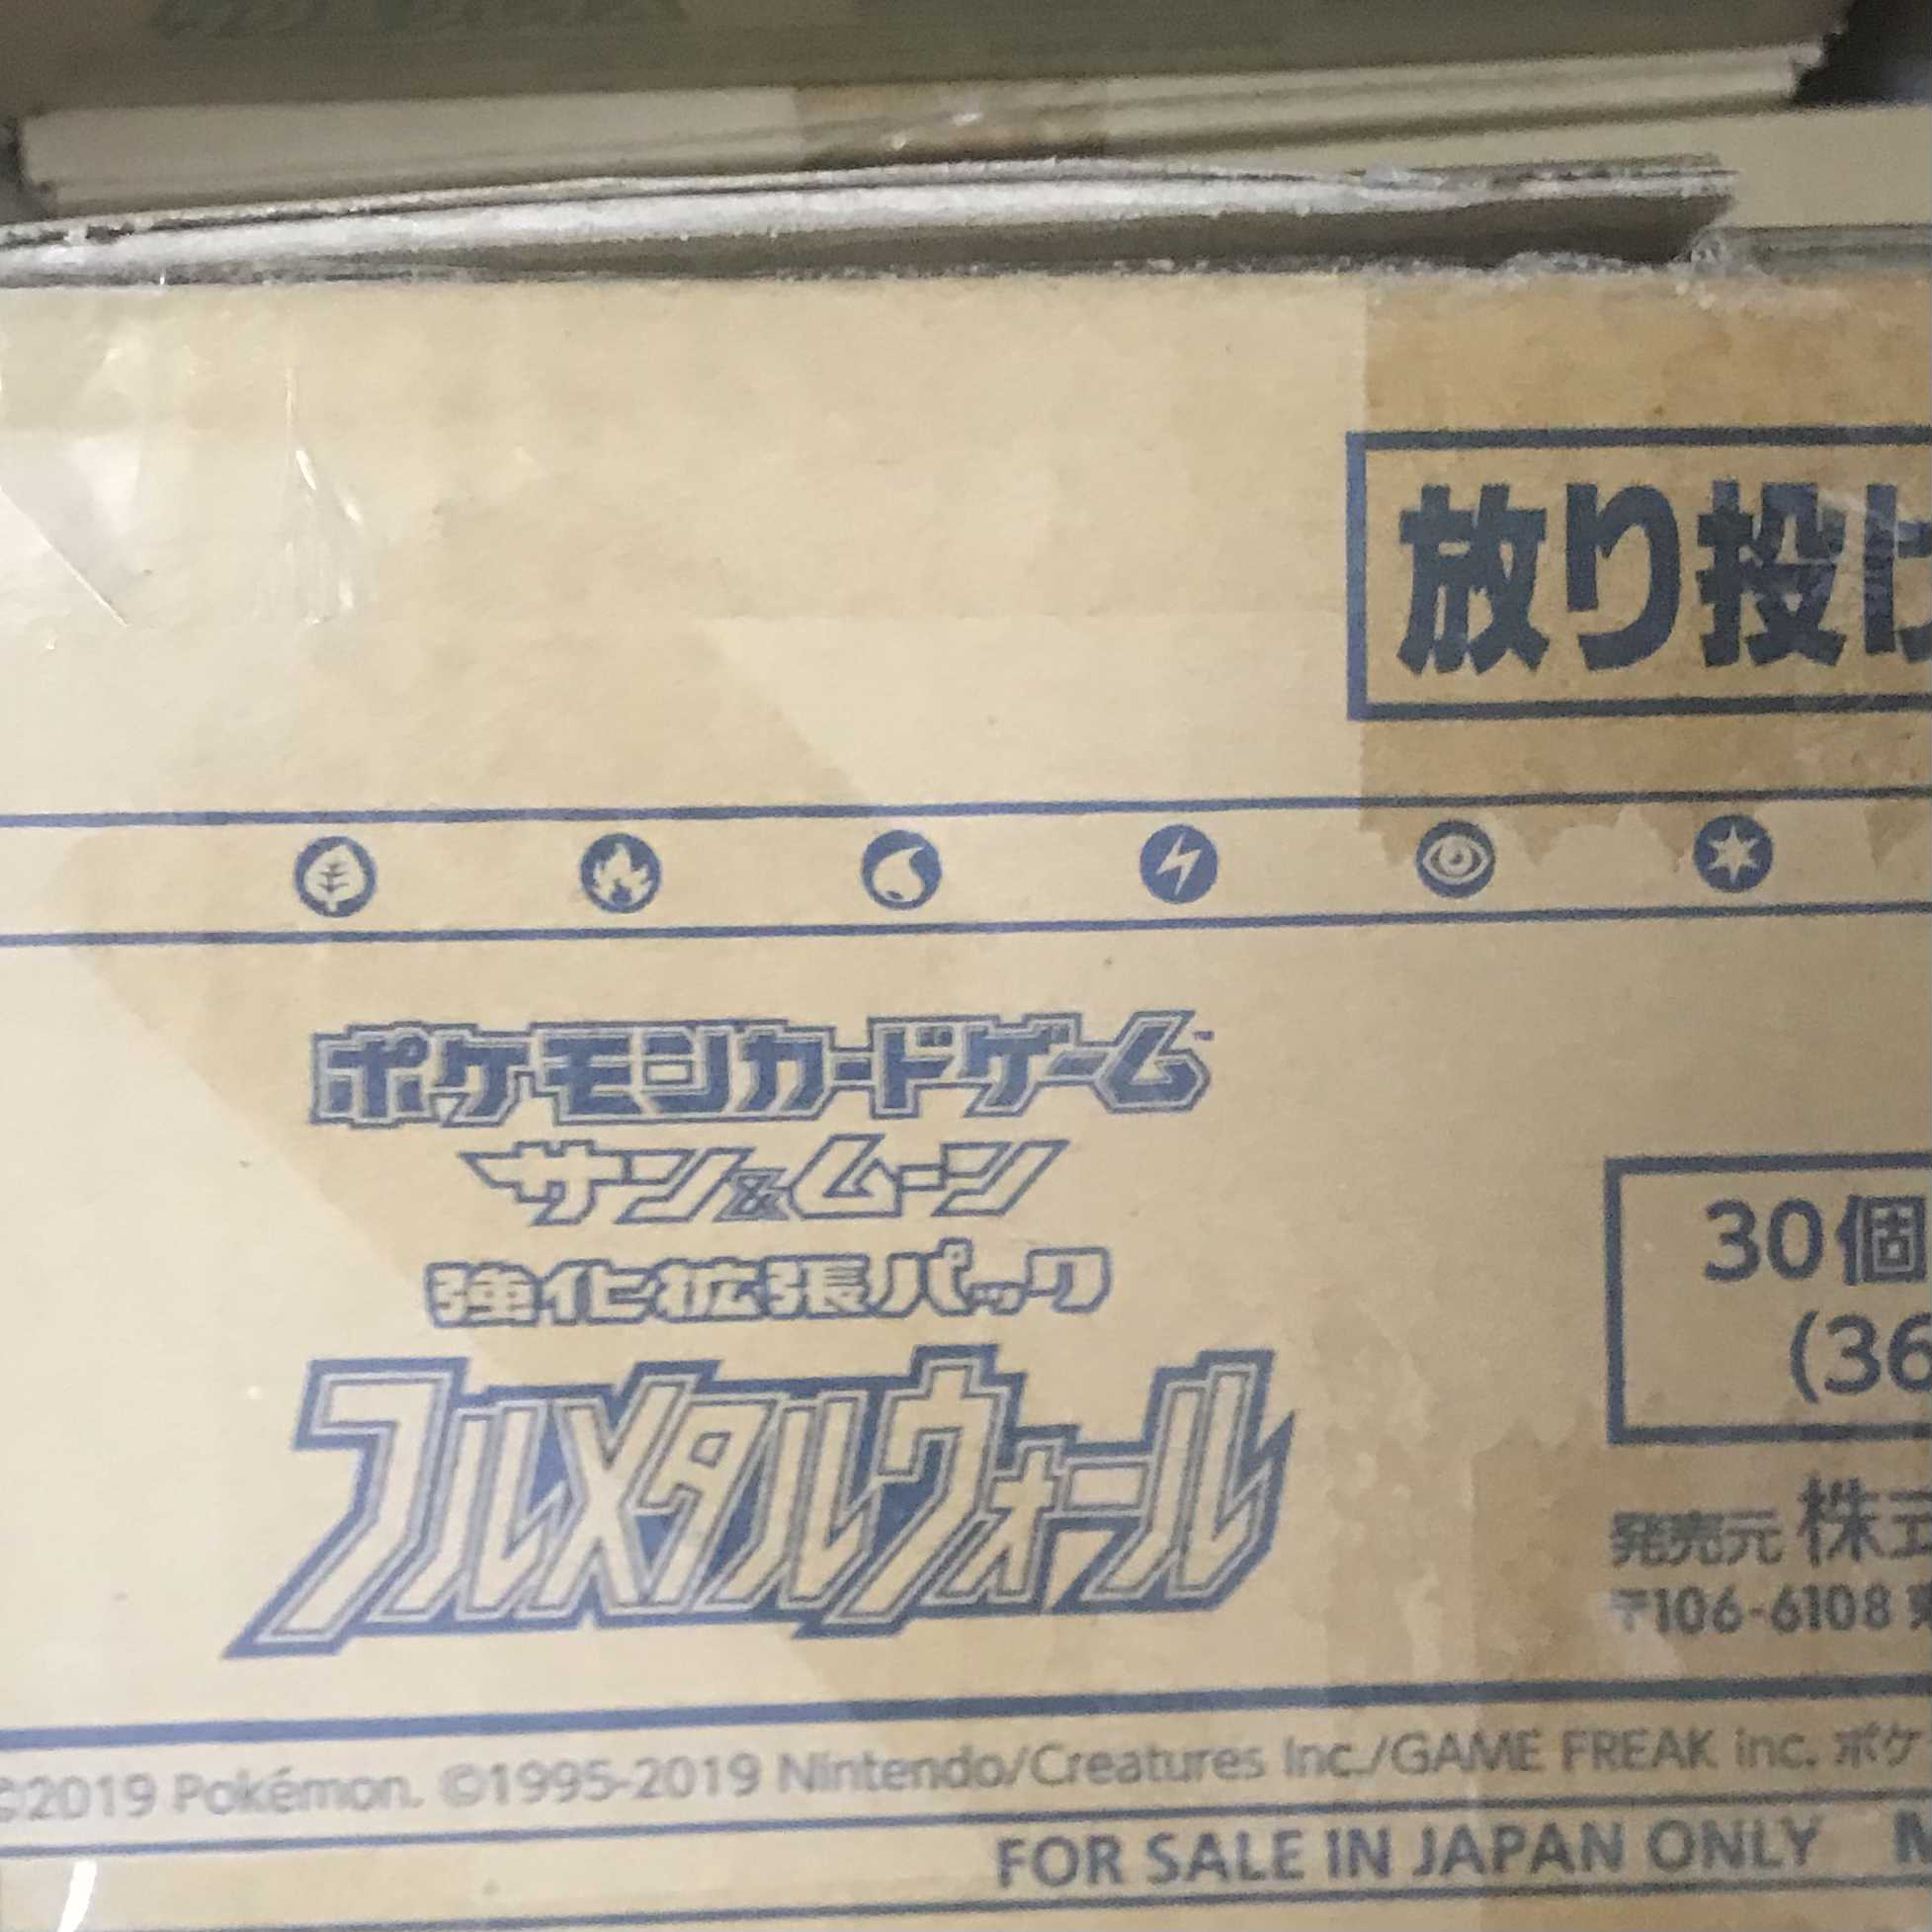 放り投げ
ポケモンカードゲーム
サン&ムーン
強化拡張パック
フルメタルウォール
30個
(36
発売元 株式
〒106-6108
©2019 Pokémon. ©1995-2019 Nintendo/Creatures Inc./GAME FREAK inc. ポケ
FOR SALE IN JAPAN ONLY M